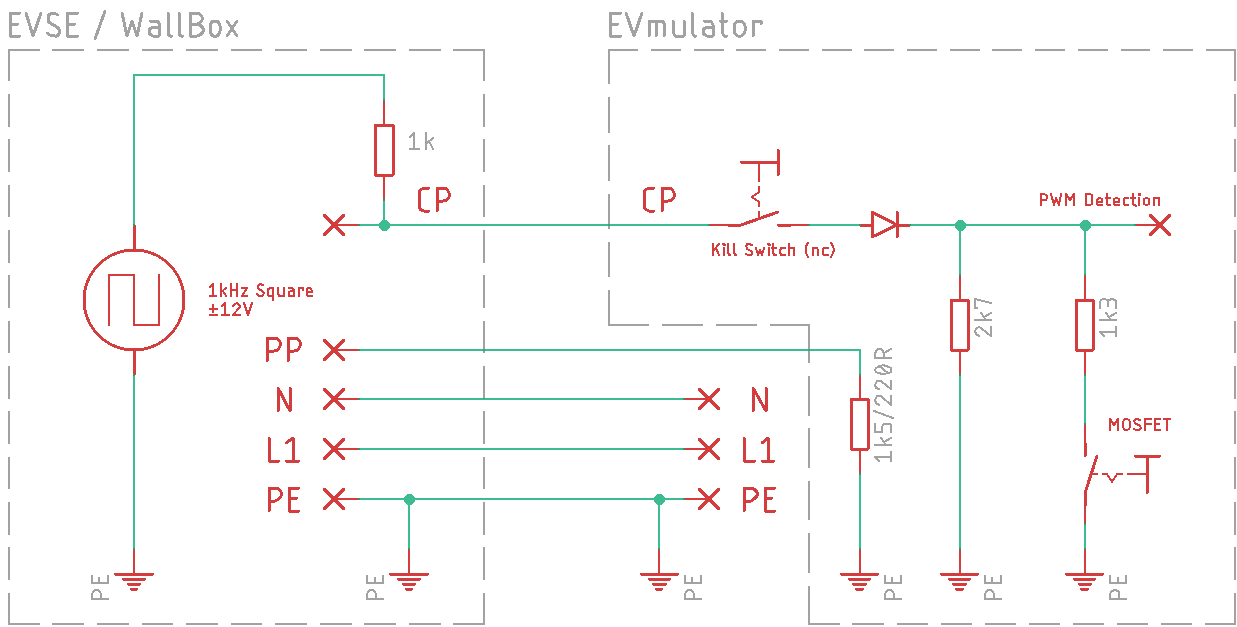 EVSE / WallBox
EVmulator
1k
CP
CP
PWM Detection
Kill Switch (nc)
1kHz Square
±12V
2k7
1k3
PP
1k5/220R
N
N
MOSFET
L1
L1
PE
PE
PE
PE
PE
PE
PE
PE